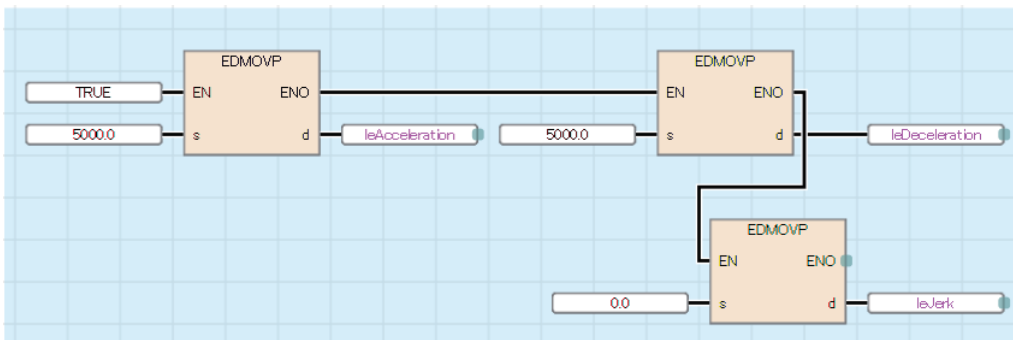 EDMOVP EDMOVP
TRUE EN ENO EN ENO
5000.0 s d leAcceleration 5000.0 s d leDeceleration
EDMOVP
EN ENO
0.0 s d leJerk